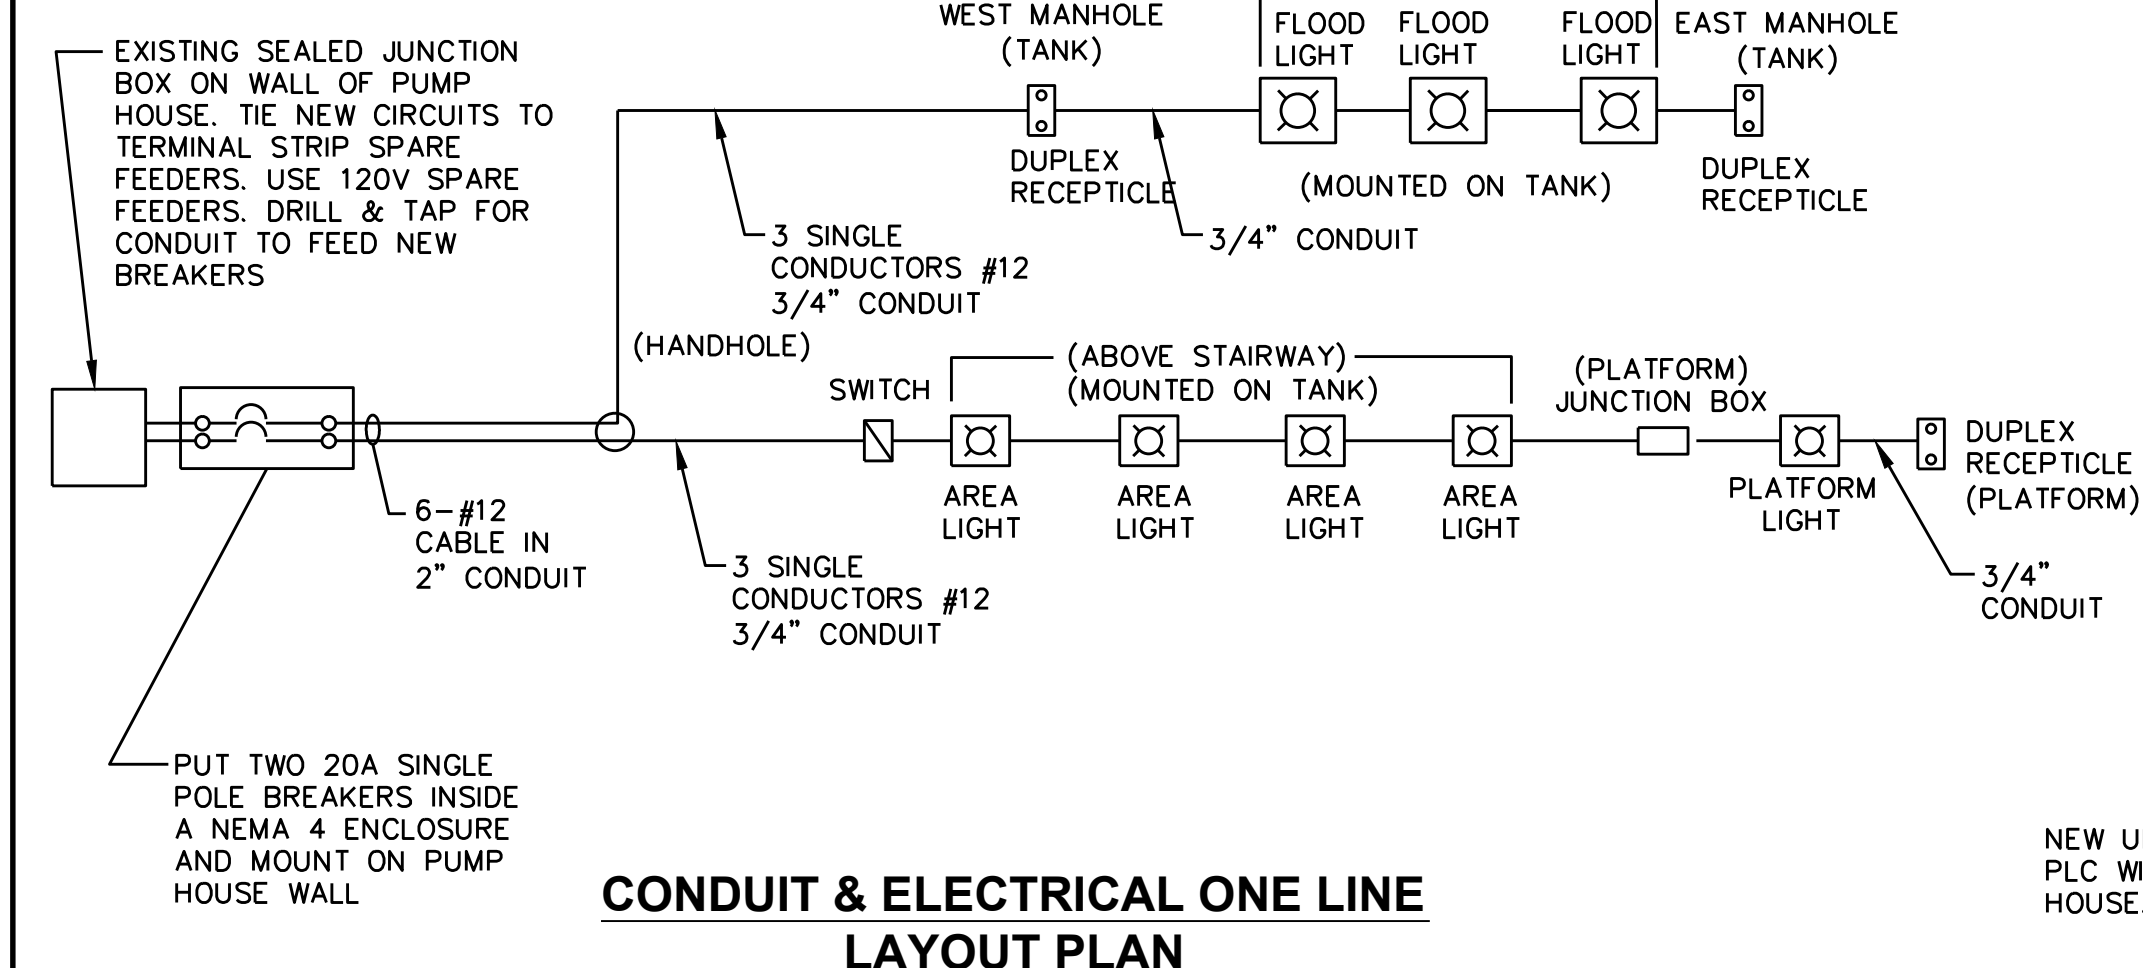 EXISTING SEALED JUNCTION
BOX ON WALL OF PUMP
HOUSE. TIE NEW CIRCUITS TO
TERMINAL STRIP SPARE
FEEDERS. USE 120V SPARE
FEEDERS. DRILL & TAP FOR
CONDUIT TO FEED NEW
BREAKERS
WEST MANHOLE
(TANK)
FLOOD
LIGHT
FLOOD
LIGHT
FLOOD
LIGHT
EAST MANHOLE
(TANK)
DUPLEX
RECEPTICLE
(MOUNTED ON TANK)
DUPLEX
RECEPTICLE
3 SINGLE
CONDUCTORS #12
3/4" CONDUIT
3/4" CONDUIT
(HANDHOLE)
SWITCH
(ABOVE STAIRWAY)
(MOUNTED ON TANK)
(PLATFORM)
JUNCTION BOX
AREA
LIGHT
AREA
LIGHT
AREA
LIGHT
AREA
LIGHT
PLATFORM
LIGHT
DUPLEX
RECEPTICLE
(PLATFORM)
6-#12
CABLE IN
2" CONDUIT
3 SINGLE
CONDUCTORS #12
3/4" CONDUIT
3/4"
CONDUIT
PUT TWO 20A SINGLE
POLE BREAKERS INSIDE
A NEMA 4 ENCLOSURE
AND MOUNT ON PUMP
HOUSE WALL
CONDUIT & ELECTRICAL ONE LINE
LAYOUT PLAN
NEW
PLC
HOUSE.